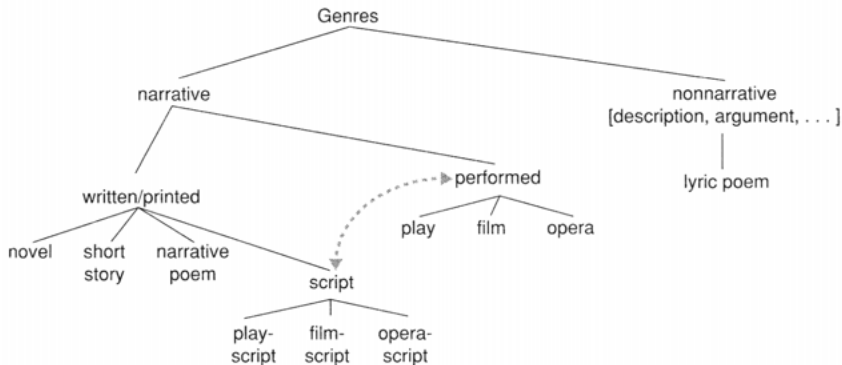 Genres
narrative
nonnarrative
[description, argument, . . . ]
written/printed
performed
lyric poem
novel
short
story
narrative
poem
play
film
opera
script
play-
script
film-
script
opera-
script